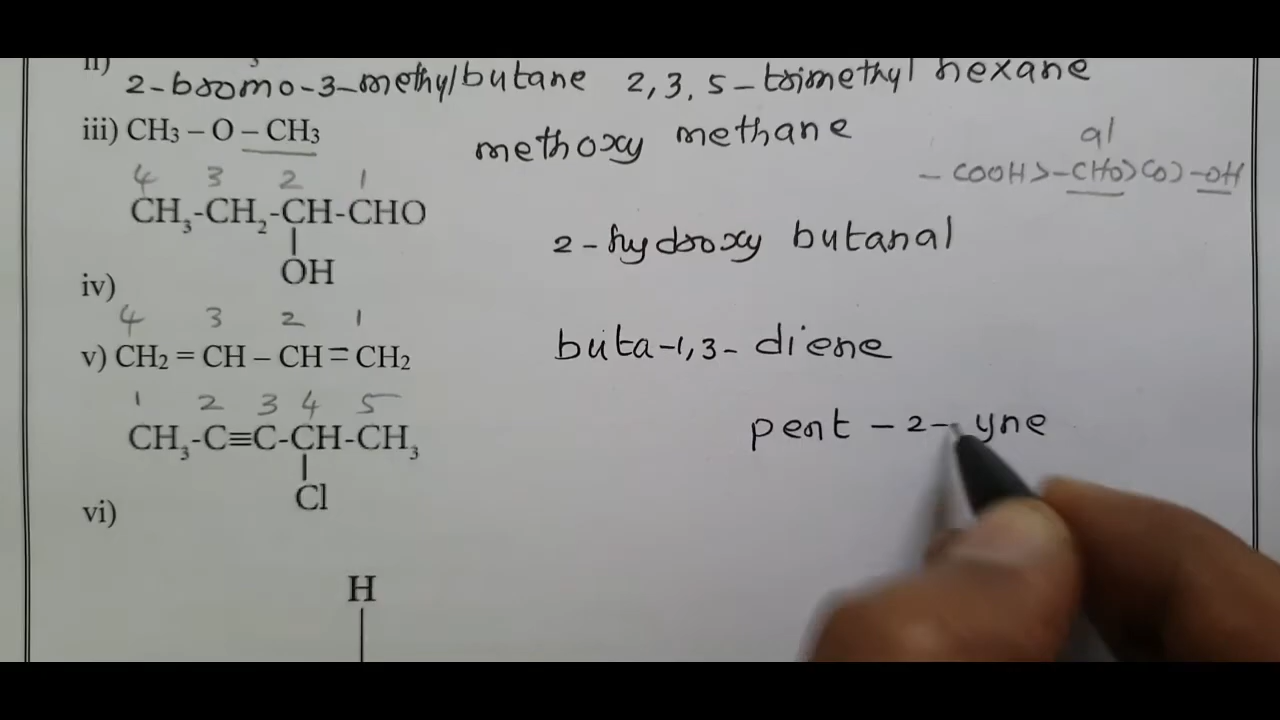 ii) 2-bromo-3-methylbutane 2,3,5-trimethyl hexane
iii) CH₃ – O – CH₃ methoxy methane
al
- COOH > -CHO > CO > -OH
4 3 2 1
CH₃-CH₂-CH-CHO 2-hydroxy butanal
OH
iv)
4 3 2 1
v) CH₂ = CH – CH = CH₂ buta-1,3-diene
1 2 3 4 5
CH₃-C≡C-CH-CH₃ pent-2-yne
Cl
vi)
H